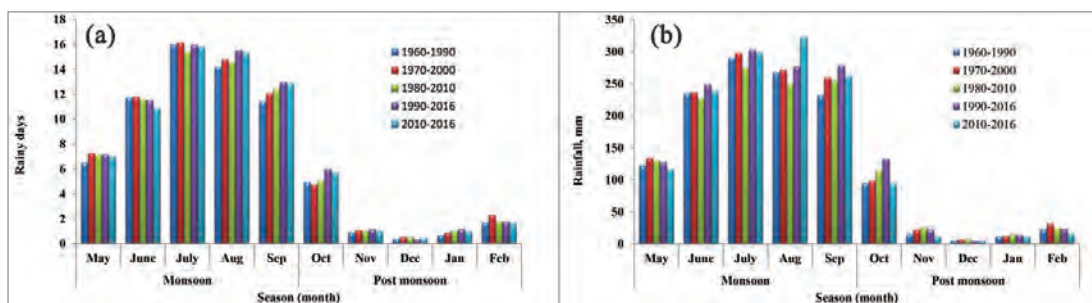 (a)
Rainy days
18
16
14
12
10
8
6
4
2
0
1960-1990
1970-2000
1980-2010
1990-2016
2010-2016
May June July Aug Sep Oct Nov Dec Jan Feb
Monsoon Post monsoon
Season (month)
(b)
Rainfall, mm
350
300
250
200
150
100
50
0
1960-1990
1970-2000
1980-2010
1990-2016
2010-2016
May June July Aug Sep Oct Nov Dec Jan Feb
Monsoon Post monsoon
Season (month)